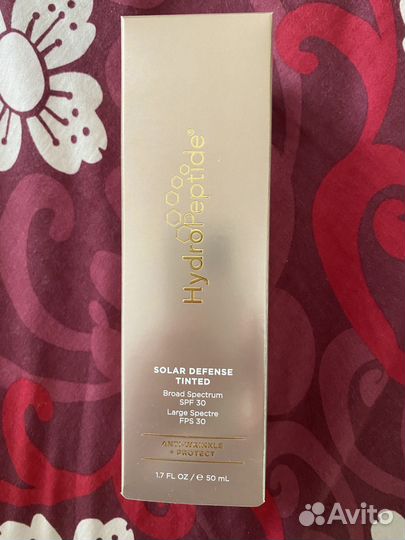 HydroPeptide®
SOLAR DEFENSE
TINTED
Broad Spectrum
SPF 30
Large Spectre
FPS 30
ANTI-WRINKLE
+ PROTECT
1.7 FL OZ / ℮ 50 mL
Avito